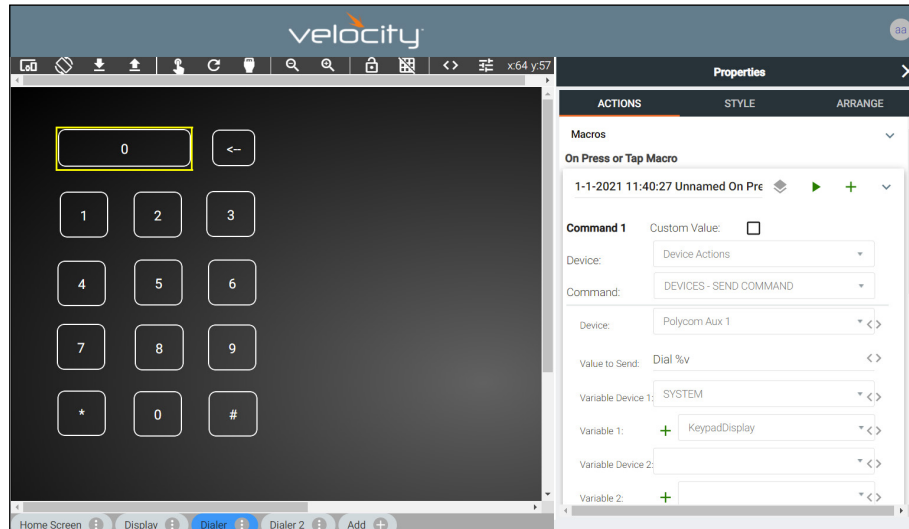 velocity
aa
x:64 y:57
Properties
ACTIONS STYLE ARRANGE
Macros
On Press or Tap Macro
1-1-2021 11:40:27 Unnamed On Pre
Command 1 Custom Value:
Device: Device Actions
Command: DEVICES - SEND COMMAND
Device: Polycom Aux 1
Value to Send: Dial %v
Variable Device 1: SYSTEM
Variable 1: + KeypadDisplay
Variable Device 2:
Variable 2: +
0 <--
1 2 3
4 5 6
7 8 9
* 0 #
Home Screen Display Dialer Dialer 2 Add +